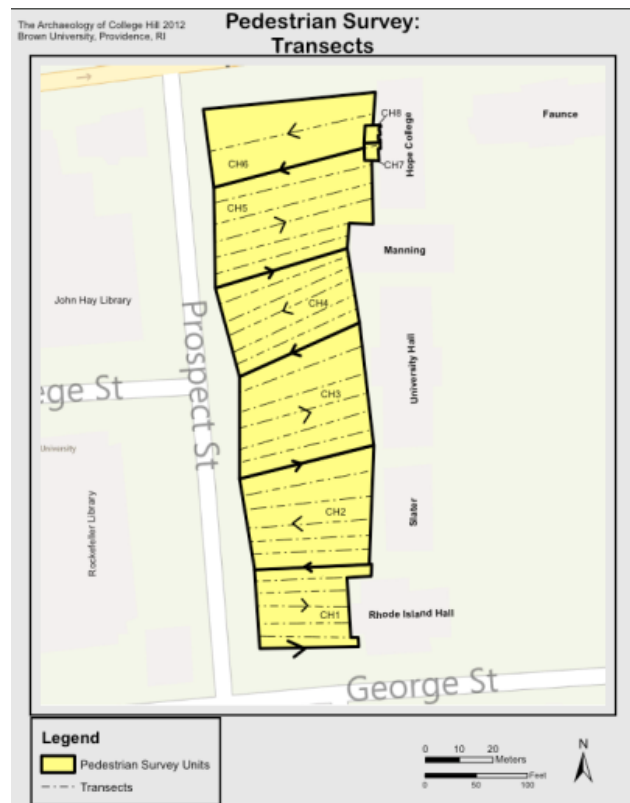 The Archaeology of College Hill 2012
Brown University, Providence, RI
Pedestrian Survey:
Transects
CH8
Faunce
Hope College
CH6
CH7
CH5
Manning
John Hay Library
CH4
Prospect St
University Hall
ege St
CH3
University
Rockefeller Library
Slater
CH2
Rhode Island Hall
CH1
George St
Legend
Pedestrian Survey Units
Transects
0 10 20
Meters
Feet
0 50 100
N